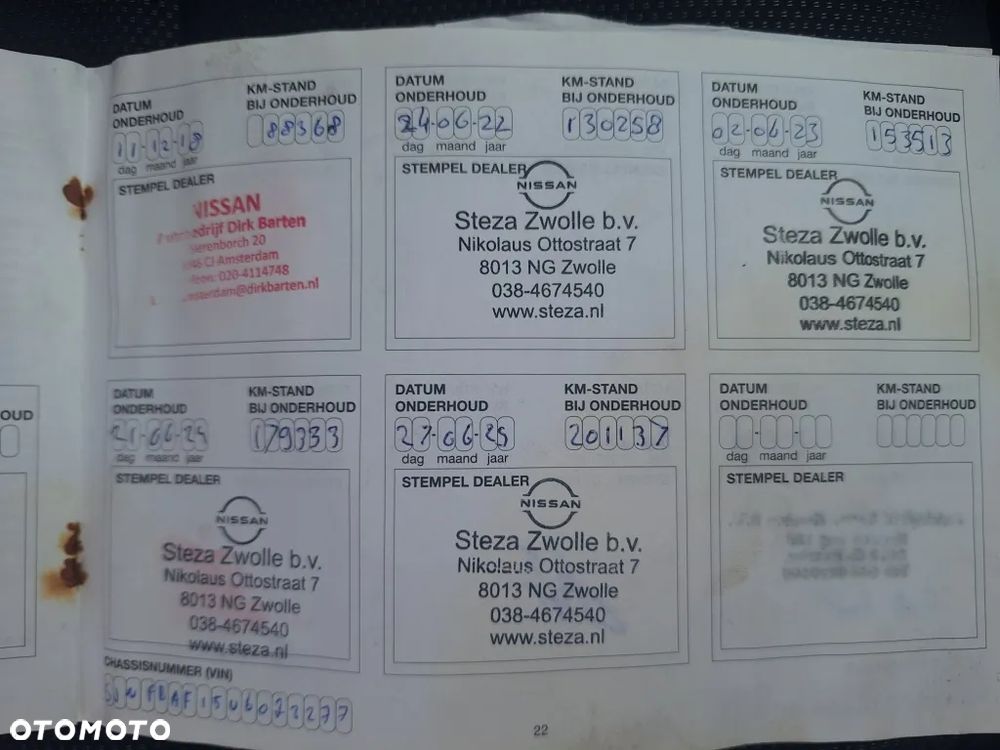 DATUM
ONDERHOUD
KM-STAND
BIJ ONDERHOUD
11-12-18
88368
dag maand jaar
STEMPEL DEALER
NISSAN
Dirk Barten
20
Amsterdam
020-4114748
@dirkbarten.nl
DATUM
ONDERHOUD
KM-STAND
BIJ ONDERHOUD
24-06-22
130258
dag maand jaar
STEMPEL DEALER
NISSAN
Steza Zwolle b.v.
Nikolaus Ottostraat 7
8013 NG Zwolle
038-4674540
www.steza.nl
DATUM
ONDERHOUD
KM-STAND
BIJ ONDERHOUD
02-06-23
153513
dag maand jaar
STEMPEL DEALER
NISSAN
Steza Zwolle b.v.
Nikolaus Ottostraat 7
8013 NG Zwolle
038-4674540
www.steza.nl
OUD
DATUM
ONDERHOUD
KM-STAND
BIJ ONDERHOUD
21-06-24
179333
dag maand jaar
STEMPEL DEALER
NISSAN
Steza Zwolle b.v.
Nikolaus Ottostraat 7
8013 NG Zwolle
038-4674540
www.steza.nl
DATUM
ONDERHOUD
KM-STAND
BIJ ONDERHOUD
27-06-25
201137
dag maand jaar
STEMPEL DEALER
NISSAN
Steza Zwolle b.v.
Nikolaus Ottostraat 7
8013 NG Zwolle
038-4674540
www.steza.nl
DATUM
ONDERHOUD
KM-STAND
BIJ ONDERHOUD
dag maand jaar
STEMPEL DEALER
CHASSISNUMMER (VIN)
22
OTOMOTO